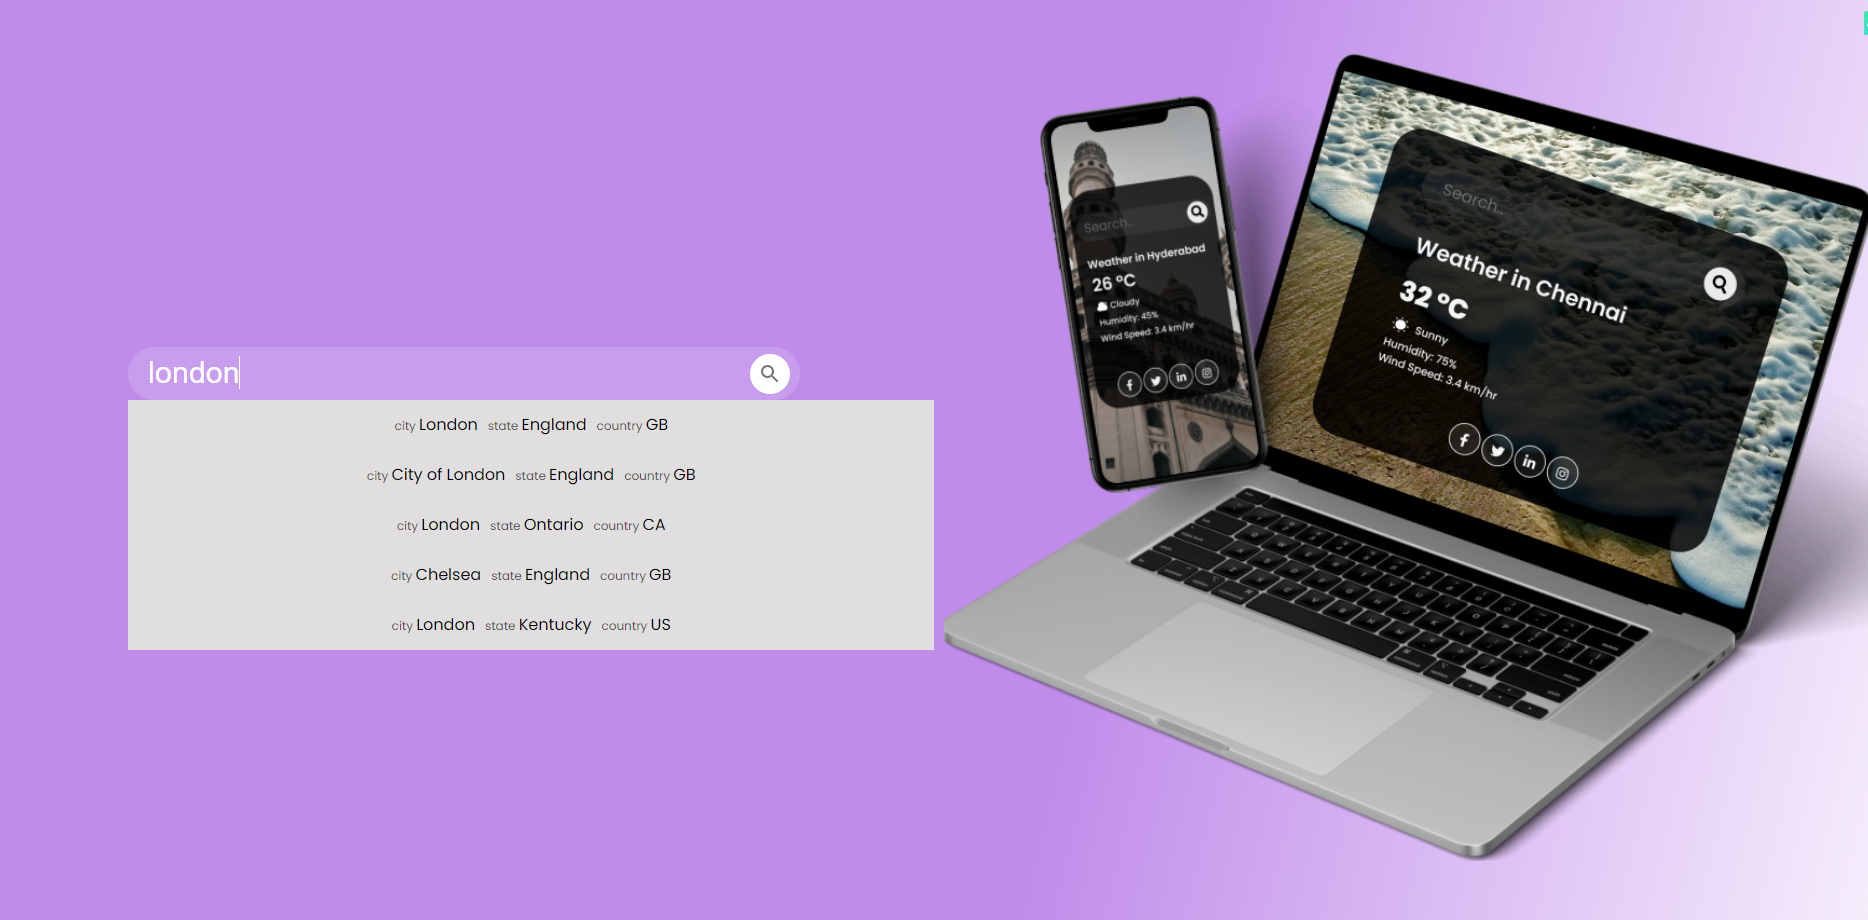 london
city London state England country GB
city City of London state England country GB
city London state Ontario country CA
city Chelsea state England country GB
city London state Kentucky country US
Search..
Weather in Hyderabad
26 °C
Cloudy
Humidity: 45%
Wind Speed: 3.4 km/hr
Search..
Weather in Chennai
32 °C
Sunny
Humidity: 75%
Wind Speed: 3.4 km/hr